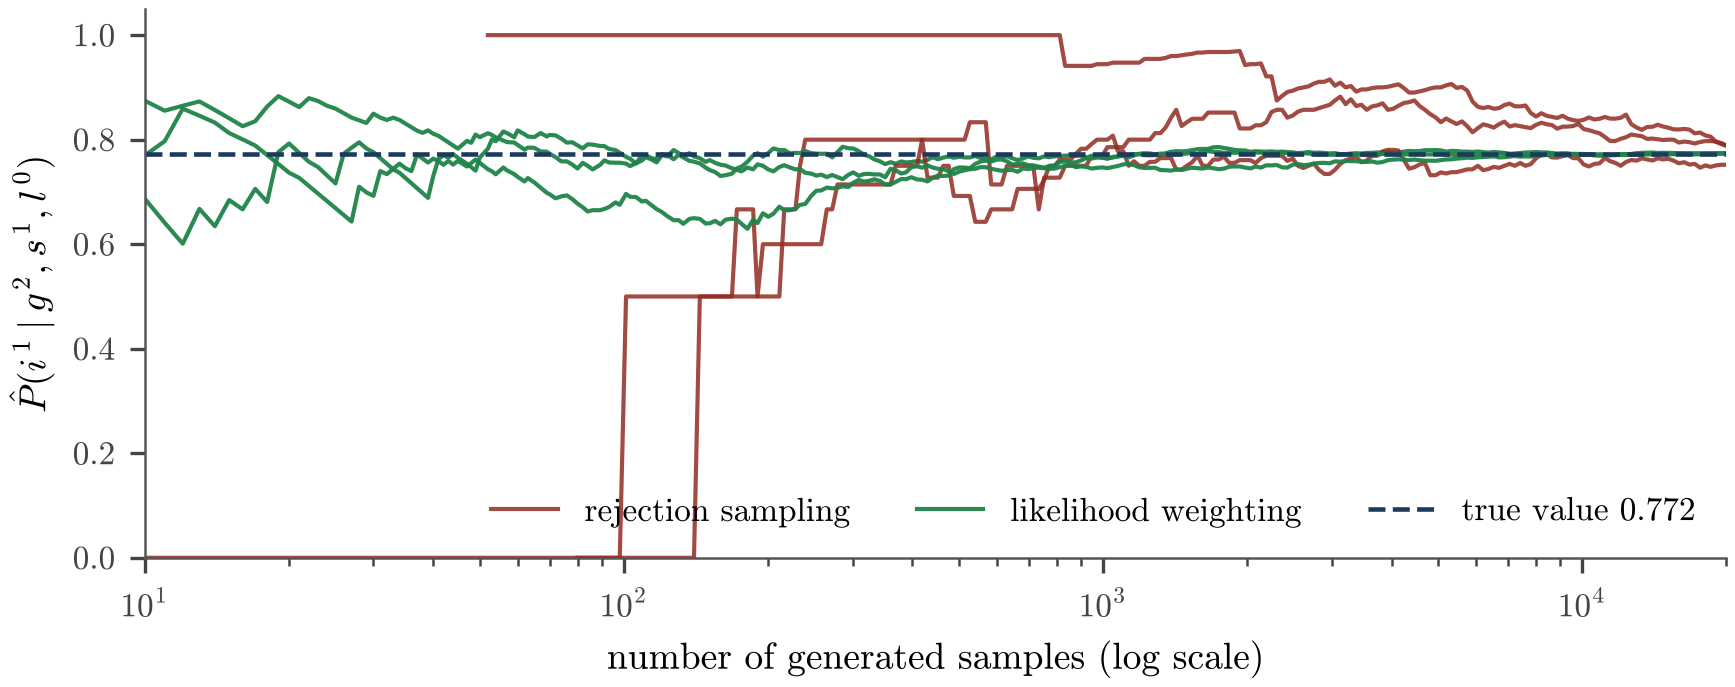 P̂(i¹ | g², s¹, l⁰)
1.0
0.8
0.6
0.4
0.2
0.0
rejection sampling
likelihood weighting
true value 0.772
10¹
10²
10³
10⁴
number of generated samples (log scale)